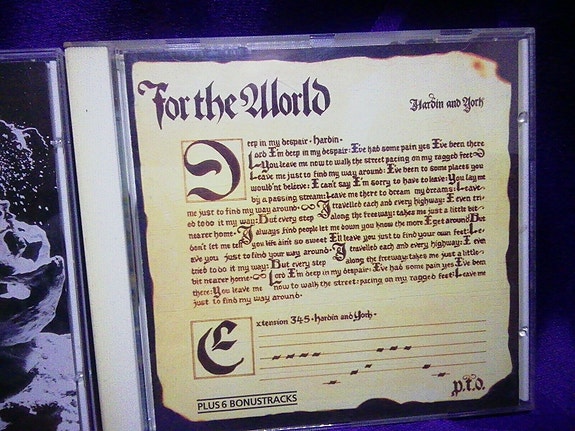 For the World
Hardin and York
Deep in my despair · Hardin ·
Lord I'm deep in my despair: I've had some pain yes I've been there
You leave me now to walk the street pacing on my ragged feet
Leave me just to find my way around: I've been to some places you
would'nt believe: I can't say I'm sorry to have to leave: You lay me
by a passing stream: Leave me there to dream my dreams: Leave
me just to find my way around· I travelled each and every highway: I even tri-
ed to do it my way: But every step along the freeway: takes me just a little bit·
nearer home· I always find people let me down you know the more I get around But
don't let me tell you life ain't so sweet I'll leave you just to find your own feet: Le-
ave you just to find your way around: I travelled each and every highway: I even
tried to do it my way: But every step along the freeway: takes me just a little·
bit nearer home· Lord I'm deep in my despair: I've had some pain yes I've been
there: You leave me now to walk the street: pacing on my ragged feet: Leave me
just to find my way around·
Extension 345 · Hardin and York ·
p.t.o.
PLUS 6 BONUSTRACKS